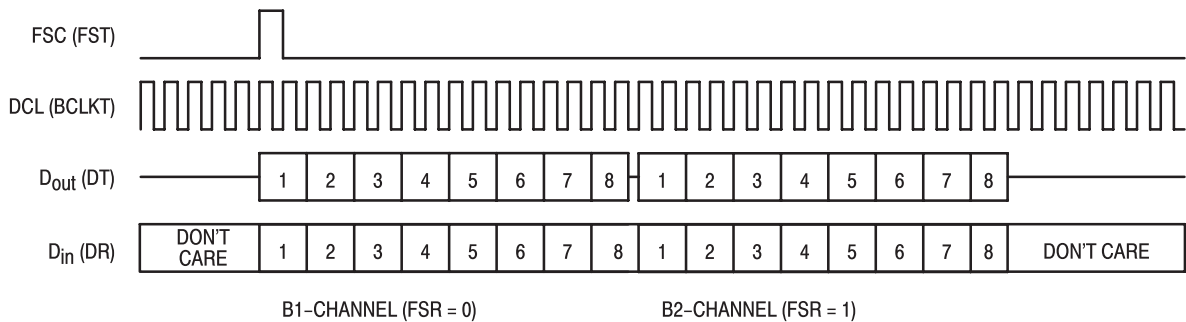 FSC (FST)
DCL (BCLKT)
Dout (DT)
1 2 3 4 5 6 7 8 1 2 3 4 5 6 7 8
Din (DR)
DON'T
CARE
1 2 3 4 5 6 7 8 1 2 3 4 5 6 7 8
DON'T CARE
B1–CHANNEL (FSR = 0)
B2–CHANNEL (FSR = 1)